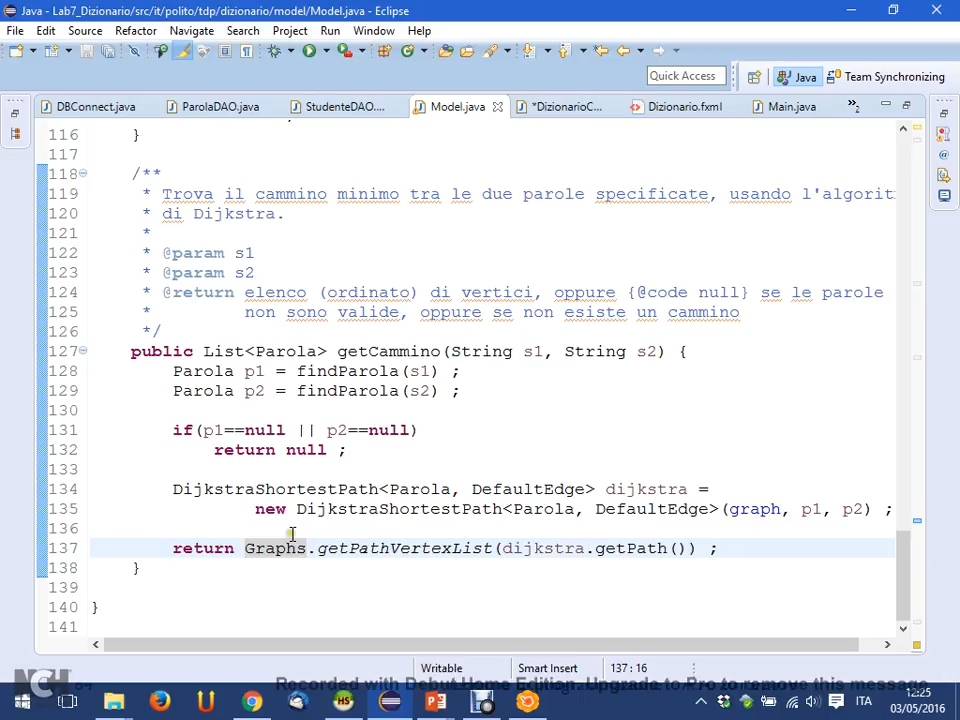 Java - Lab7_Dizionario/src/it/polito/tdp/dizionario/model/Model.java - Eclipse
File Edit Source Refactor Navigate Search Project Run Window Help
Quick Access Java Team Synchronizing
DBConnect.java ParolaDAO.java StudenteDAO.... Model.java *DizionarioC... Dizionario.fxml Main.java »2
116 }
117
118 /**
119 * Trova il cammino minimo tra le due parole specificate, usando l'algorit
120 * di Dijkstra.
121 *
122 * @param s1
123 * @param s2
124 * @return elenco (ordinato) di vertici, oppure {@code null} se le parole
125 * non sono valide, oppure se non esiste un cammino
126 */
127 public List<Parola> getCammino(String s1, String s2) {
128 Parola p1 = findParola(s1) ;
129 Parola p2 = findParola(s2) ;
130
131 if(p1==null || p2==null)
132 return null ;
133
134 DijkstraShortestPath<Parola, DefaultEdge> dijkstra =
135 new DijkstraShortestPath<Parola, DefaultEdge>(graph, p1, p2) ;
136
137 return Graphs.getPathVertexList(dijkstra.getPath()) ;
138 }
139
140 }
141
Writable Smart Insert 137 : 16
NCH
Recorded with Debut Home Edition. Upgrade to Pro to remove this message
ITA
12:25
03/05/2016